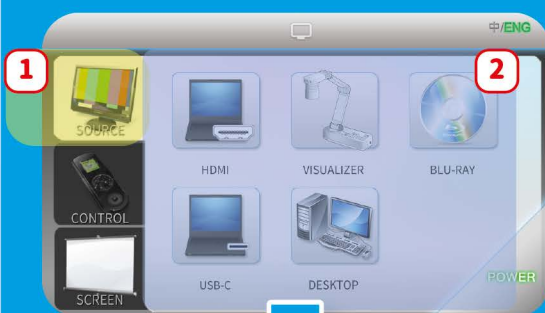 中/ENG
1
2
SOURCE
HDMI
VISUALIZER
BLU-RAY
CONTROL
USB-C
DESKTOP
SCREEN
POWER